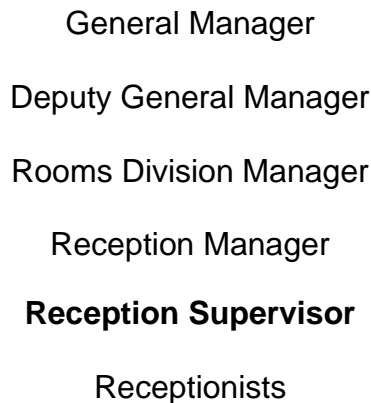 General Manager
Deputy General Manager
Rooms Division Manager
Reception Manager
Reception Supervisor
Receptionists